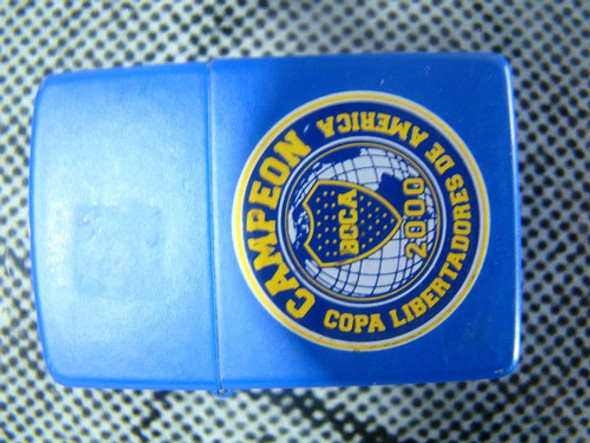 CAMPEON
BOCA
2000
COPA LIBERTADORES DE AMERICA